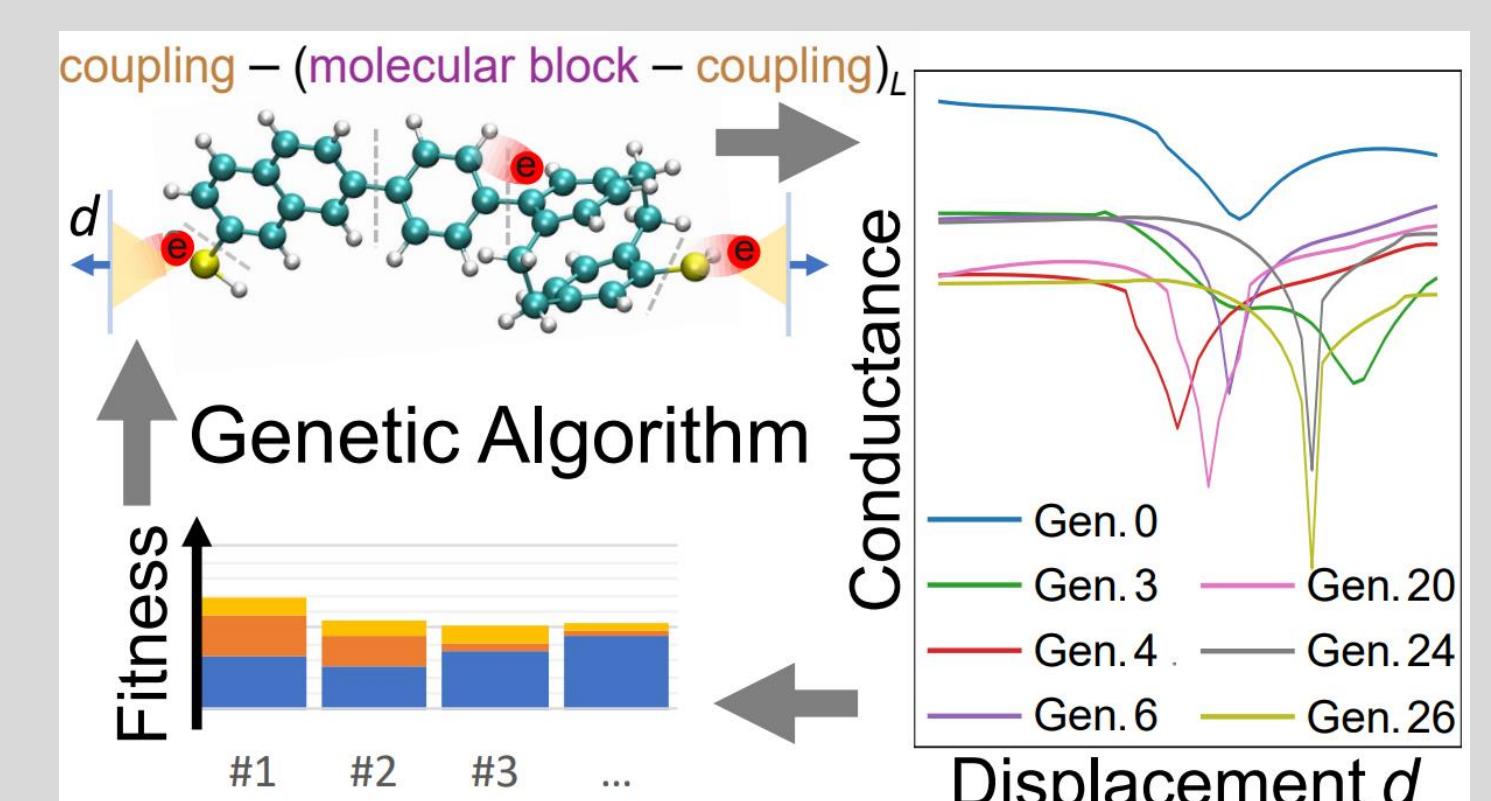 coupling – (molecular block – coupling)L
d
e
e
e
Genetic Algorithm
Fitness
#1 #2 #3 ...
Conductance
Gen. 0
Gen. 3 Gen. 20
Gen. 4 Gen. 24
Gen. 6 Gen. 26
Displacement d